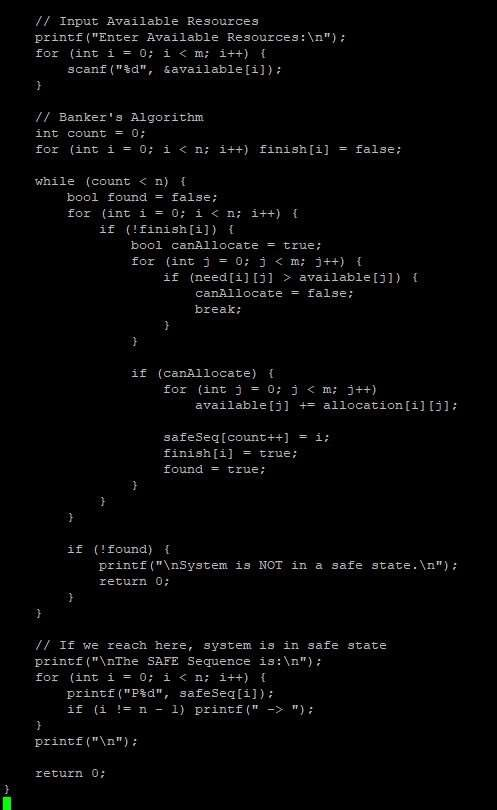 // Input Available Resources
    printf("Enter Available Resources:\n");
    for (int i = 0; i < m; i++) {
        scanf("%d", &available[i]);
    }

    // Banker's Algorithm
    int count = 0;
    for (int i = 0; i < n; i++) finish[i] = false;

    while (count < n) {
        bool found = false;
        for (int i = 0; i < n; i++) {
            if (!finish[i]) {
                bool canAllocate = true;
                for (int j = 0; j < m; j++) {
                    if (need[i][j] > available[j]) {
                        canAllocate = false;
                        break;
                    }
                }

                if (canAllocate) {
                    for (int j = 0; j < m; j++)
                        available[j] += allocation[i][j];

                    safeSeq[count++] = i;
                    finish[i] = true;
                    found = true;
                }
            }
        }

        if (!found) {
            printf("\nSystem is NOT in a safe state.\n");
            return 0;
        }
    }

    // If we reach here, system is in safe state
    printf("\nThe SAFE Sequence is:\n");
    for (int i = 0; i < n; i++) {
        printf("P%d", safeSeq[i]);
        if (i != n - 1) printf(" -> ");
    }
    printf("\n");

    return 0;
}